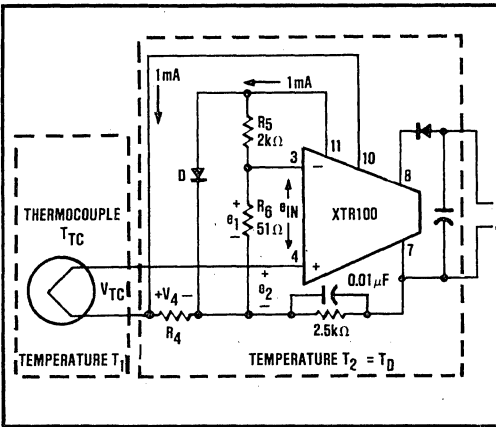 1mA
1mA
R5
2kΩ
11
10
8
D
3
−
THERMOCOUPLE
TTC
+
e1
−
R6
51Ω
eIN
XTR100
4
+
7
VTC
+V4−
+
e2
−
0.01μF
R4
2.5kΩ
TEMPERATURE T1
TEMPERATURE T2 = TD